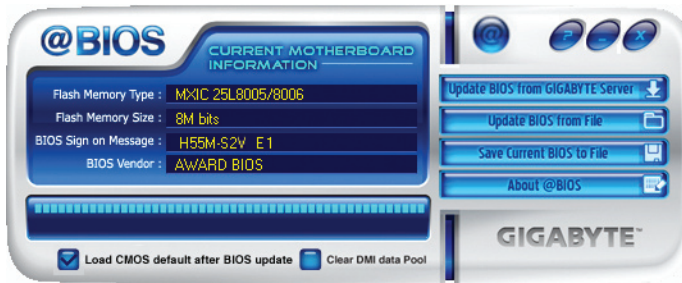 @BIOS
CURRENT MOTHERBOARD
INFORMATION
Flash Memory Type : MXIC 25L8005/8006
Flash Memory Size : 8M bits
BIOS Sign on Message : H55M-S2V E1
BIOS Vendor : AWARD BIOS
Load CMOS default after BIOS update
Clear DMI data Pool
@
? _ X
Update BIOS from GIGABYTE Server
Update BIOS from File
Save Current BIOS to File
About @BIOS
GIGABYTE™